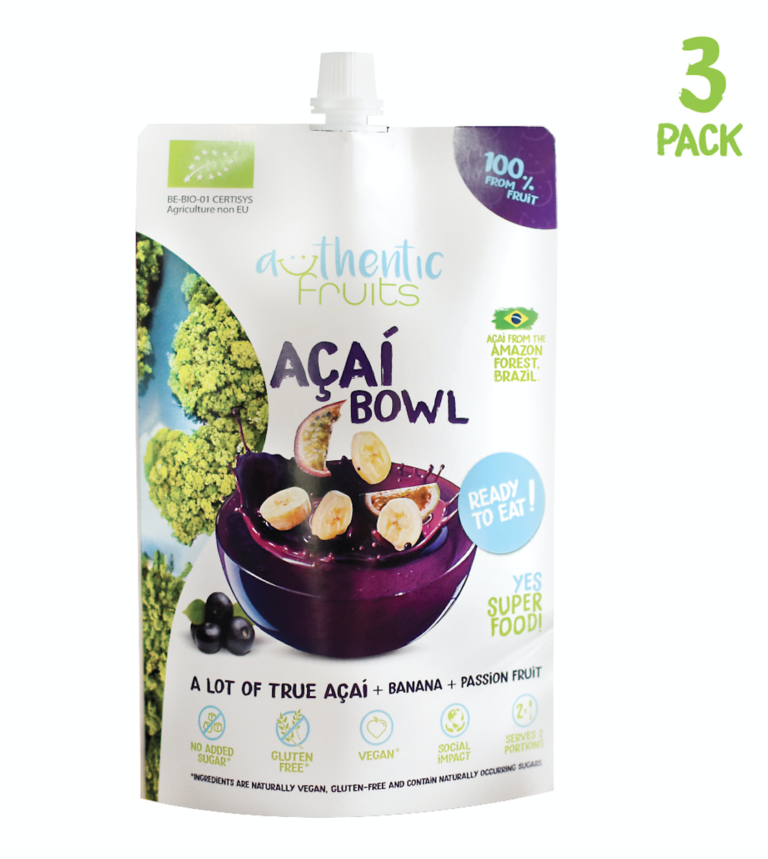 3
PACK
BE-BIO-01 CERTISYS
Agriculture non EU
100%
FROM
FRUIT
authentic
Fruits
AÇAÍ FROM THE
AMAZON
FOREST,
BRAZIL.
AÇAÍ
BOWL
READY
TO EAT!
YES
SUPER
FOOD!
A LOT OF TRUE AÇAÍ + BANANA + PASSION FRUIT
NO ADDED
SUGAR*
GLUTEN
FREE*
VEGAN*
SOCIAL
IMPACT
2x
SERVES 2
PORTIONS
*INGREDIENTS ARE NATURALLY VEGAN, GLUTEN-FREE AND CONTAIN NATURALLY OCCURRING SUGARS.